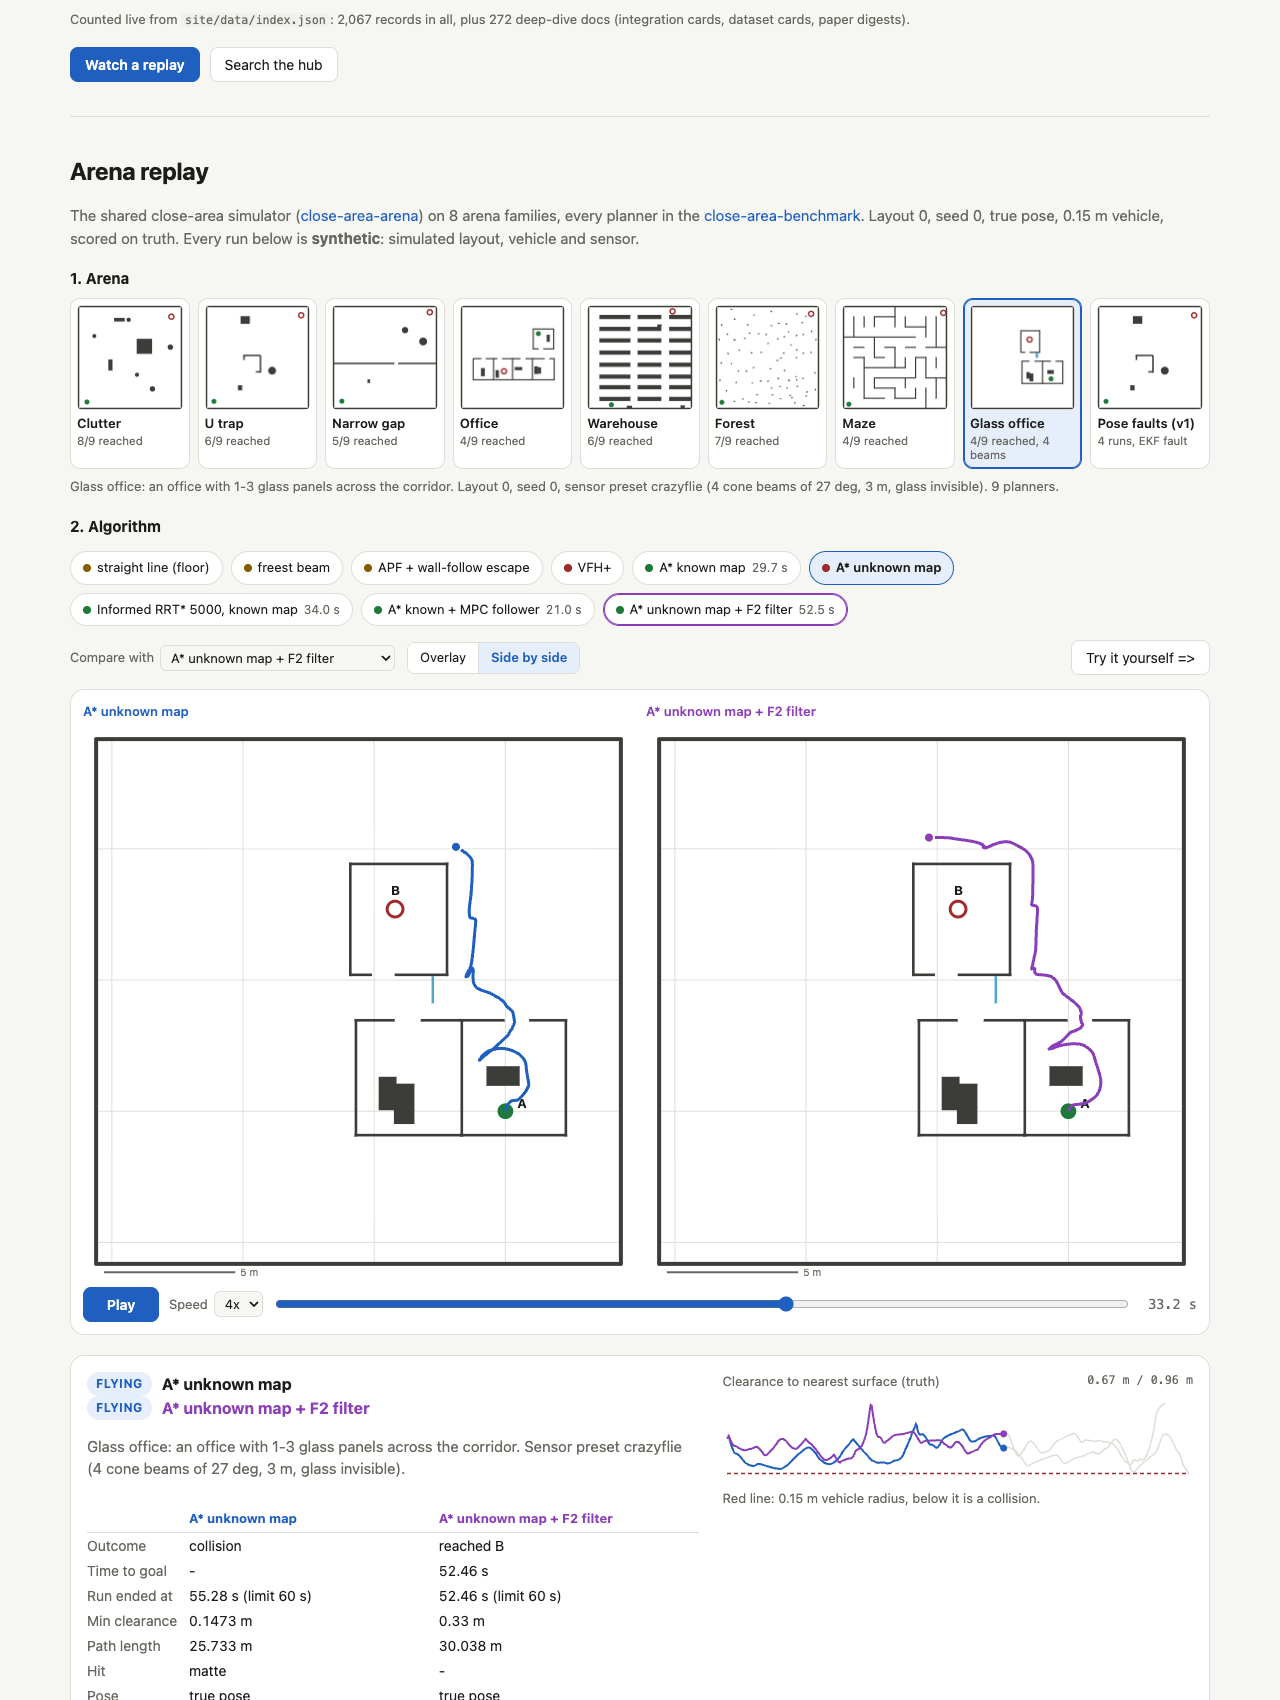 Counted live from site/data/index.json : 2,067 records in all, plus 272 deep-dive docs (integration cards, dataset cards, paper digests).
Watch a replay
Search the hub
Arena replay
The shared close-area simulator (close-area-arena) on 8 arena families, every planner in the close-area-benchmark. Layout 0, seed 0, true pose, 0.15 m vehicle,
scored on truth. Every run below is synthetic: simulated layout, vehicle and sensor.
1. Arena
Clutter
8/9 reached
U trap
6/9 reached
Narrow gap
5/9 reached
Office
4/9 reached
Warehouse
6/9 reached
Forest
7/9 reached
Maze
4/9 reached
Glass office
4/9 reached, 4
beams
Pose faults (v1)
4 runs, EKF fault
Glass office: an office with 1-3 glass panels across the corridor. Layout 0, seed 0, sensor preset crazyflie (4 cone beams of 27 deg, 3 m, glass invisible). 9 planners.
2. Algorithm
straight line (floor)
freest beam
APF + wall-follow escape
VFH+
A* known map 29.7 s
A* unknown map
Informed RRT* 5000, known map 34.0 s
A* known + MPC follower 21.0 s
A* unknown map + F2 filter 52.5 s
Compare with
A* unknown map + F2 filter
Overlay
Side by side
Try it yourself =>
A* unknown map
A* unknown map + F2 filter
B
A
5 m
B
A
5 m
Play
Speed
4x
33.2 s
FLYING A* unknown map
FLYING A* unknown map + F2 filter
Glass office: an office with 1-3 glass panels across the corridor. Sensor preset crazyflie
(4 cone beams of 27 deg, 3 m, glass invisible).
Clearance to nearest surface (truth)
0.67 m / 0.96 m
Red line: 0.15 m vehicle radius, below it is a collision.
A* unknown map A* unknown map + F2 filter
Outcome collision reached B
Time to goal - 52.46 s
Run ended at 55.28 s (limit 60 s) 52.46 s (limit 60 s)
Min clearance 0.1473 m 0.33 m
Path length 25.733 m 30.038 m
Hit matte -
Pose true pose true pose